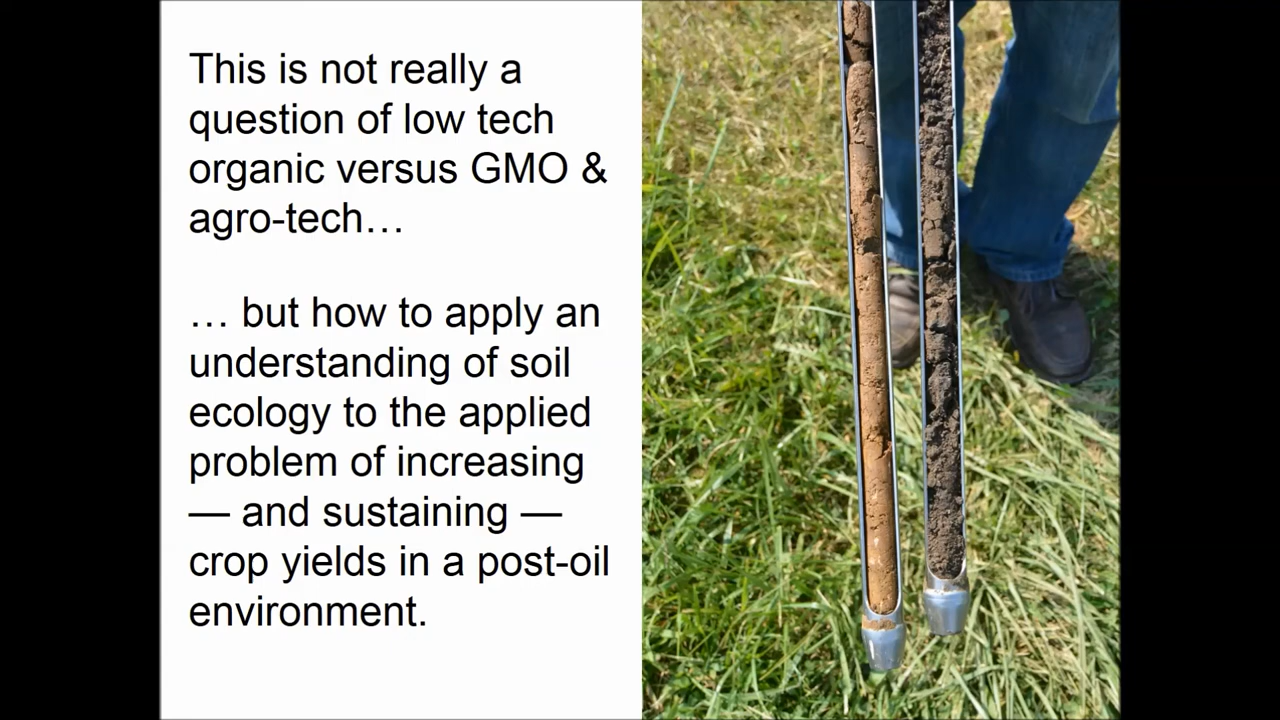 This is not really a
question of low tech
organic versus GMO &
agro-tech…
… but how to apply an
understanding of soil
ecology to the applied
problem of increasing
— and sustaining —
crop yields in a post-oil
environment.